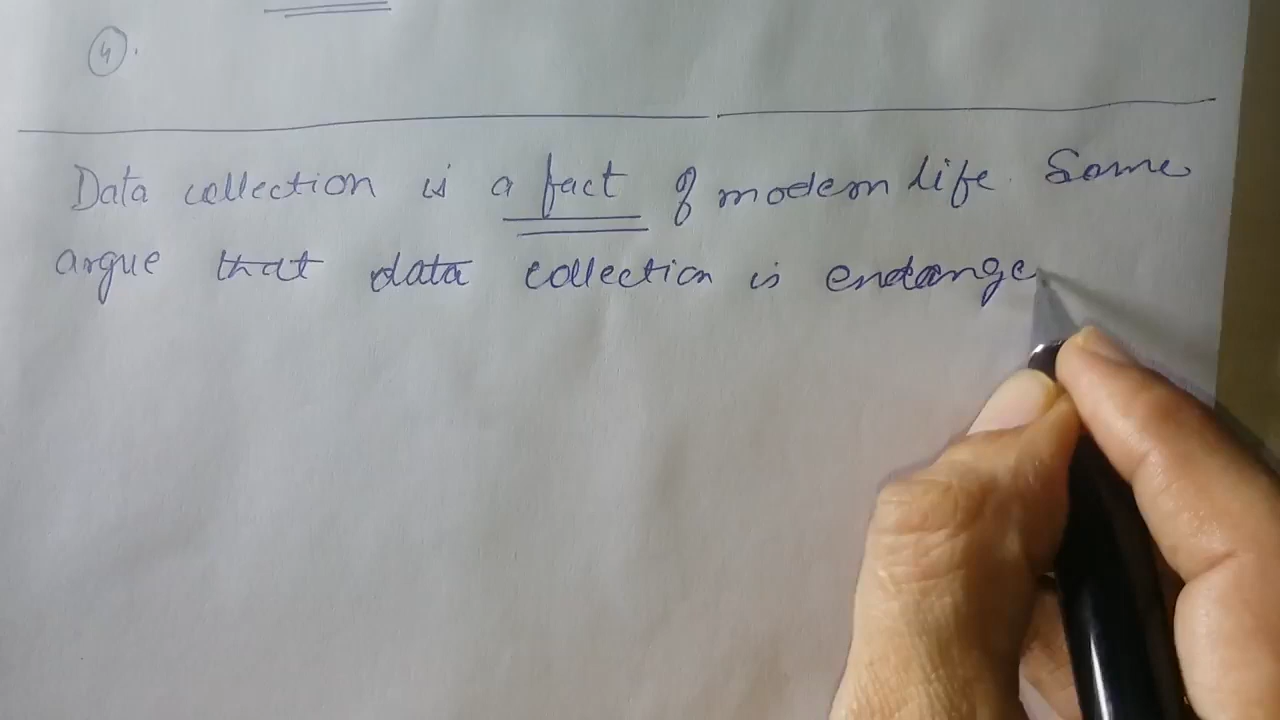 4.
Data collection is a fact of modern life. Some
argue that data collection is endange